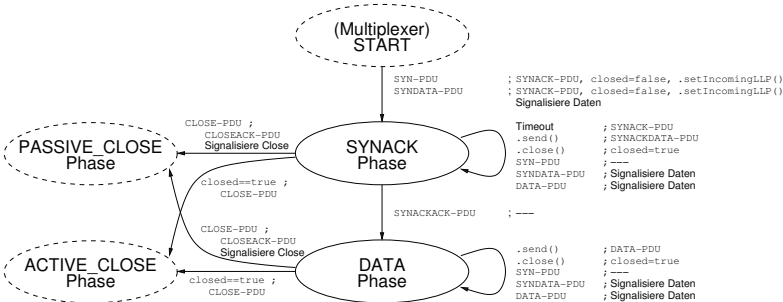 (Multiplexer)
START
SYN-PDU ; SYNACK-PDU, closed=false, .setIncomingLLP()
SYNDATA-PDU ; SYNACK-PDU, closed=false, .setIncomingLLP()
Signalisiere Daten
CLOSE-PDU ;
CLOSEACK-PDU
Signalisiere Close
PASSIVE_CLOSE
Phase
SYNACK
Phase
Timeout ; SYNACK-PDU
.send() ; SYNACKDATA-PDU
.close() ; closed=true
SYN-PDU ; ---
SYNDATA-PDU ; Signalisiere Daten
DATA-PDU ; Signalisiere Daten
closed==true ;
CLOSE-PDU
SYNACKACK-PDU ; ---
CLOSE-PDU ;
CLOSEACK-PDU
Signalisiere Close
ACTIVE_CLOSE
Phase
closed==true ;
CLOSE-PDU
DATA
Phase
.send() ; DATA-PDU
.close() ; closed=true
SYN-PDU ; ---
SYNDATA-PDU ; Signalisiere Daten
DATA-PDU ; Signalisiere Daten